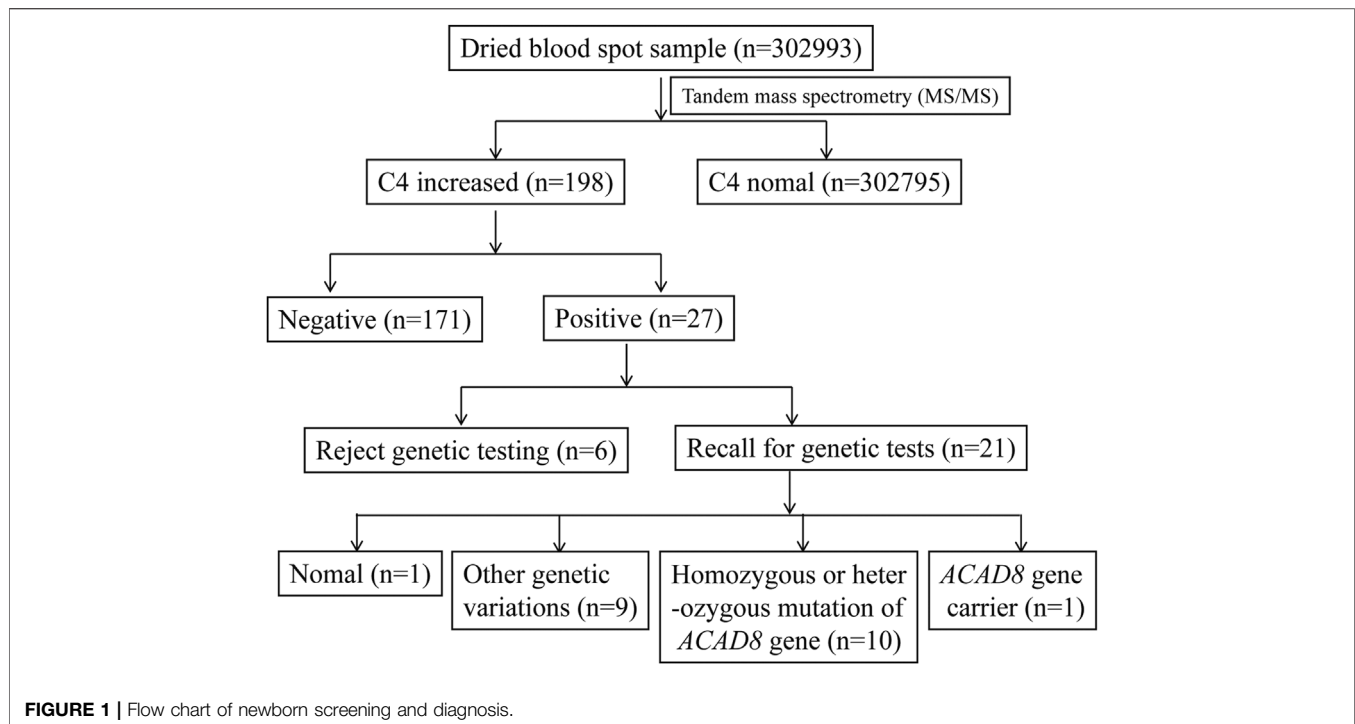 Dried blood spot sample (n=302993)
Tandem mass spectrometry (MS/MS)
C4 increased (n=198)
C4 nomal (n=302795)
Negative (n=171)
Positive (n=27)
Reject genetic testing (n=6)
Recall for genetic tests (n=21)
Nomal (n=1)
Other genetic
variations (n=9)
Homozygous or heter
-ozygous mutation of
ACAD8 gene (n=10)
ACAD8 gene
carrier (n=1)
FIGURE 1 | Flow chart of newborn screening and diagnosis.